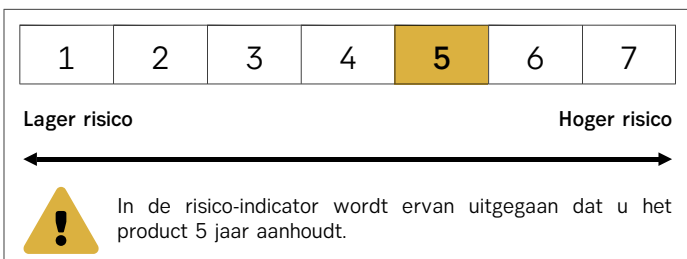 1 2 3 4 5 6 7
Lager risico Hoger risico
In de risico-indicator wordt ervan uitgegaan dat u het
product 5 jaar aanhoudt.